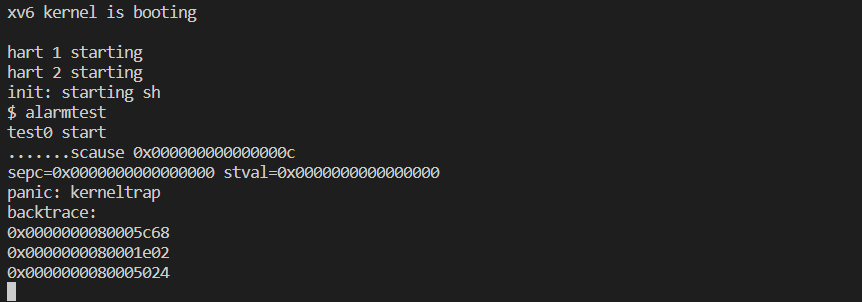 xv6 kernel is booting
hart 1 starting
hart 2 starting
init: starting sh
$ alarmtest
test0 start
.......scause 0x000000000000000c
sepc=0x0000000000000000 stval=0x0000000000000000
panic: kerneltrap
backtrace:
0x0000000080005c68
0x0000000080001e02
0x0000000080005024